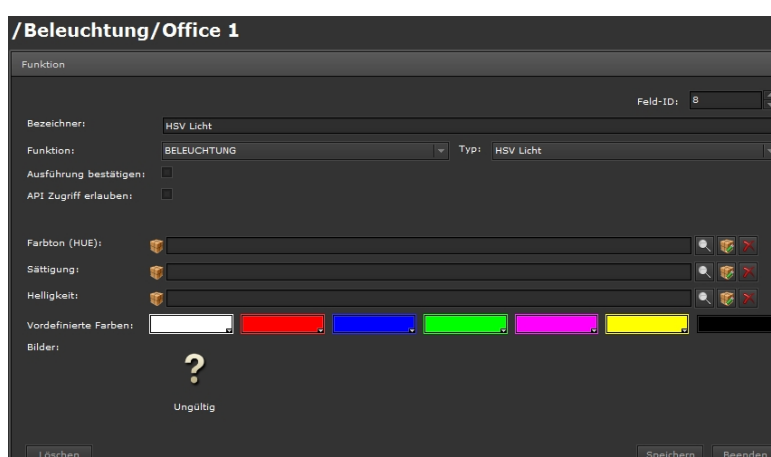 /Beleuchtung/Office 1
Funktion
Feld-ID: 8
Bezeichner: HSV Licht
Funktion: BELEUCHTUNG Typ: HSV Licht
Ausführung bestätigen:
API Zugriff erlauben:
Farbton (HUE):
Sättigung:
Helligkeit:
Vordefinierte Farben:
Bilder:
?
Ungültig
Löschen Speichern Beenden